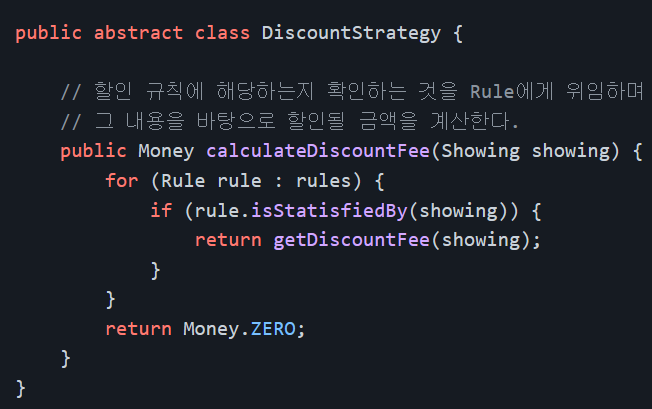 public abstract class DiscountStrategy {
// 할인 규칙에 해당하는지 확인하는 것을 Rule에게 위임하며
// 그 내용을 바탕으로 할인될 금액을 계산한다.
public Money calculateDiscountFee(Showing showing) {
for (Rule rule : rules) {
if (rule.isStatisfiedBy(showing)) {
return getDiscountFee(showing);
}
}
return Money.ZERO;
}
}